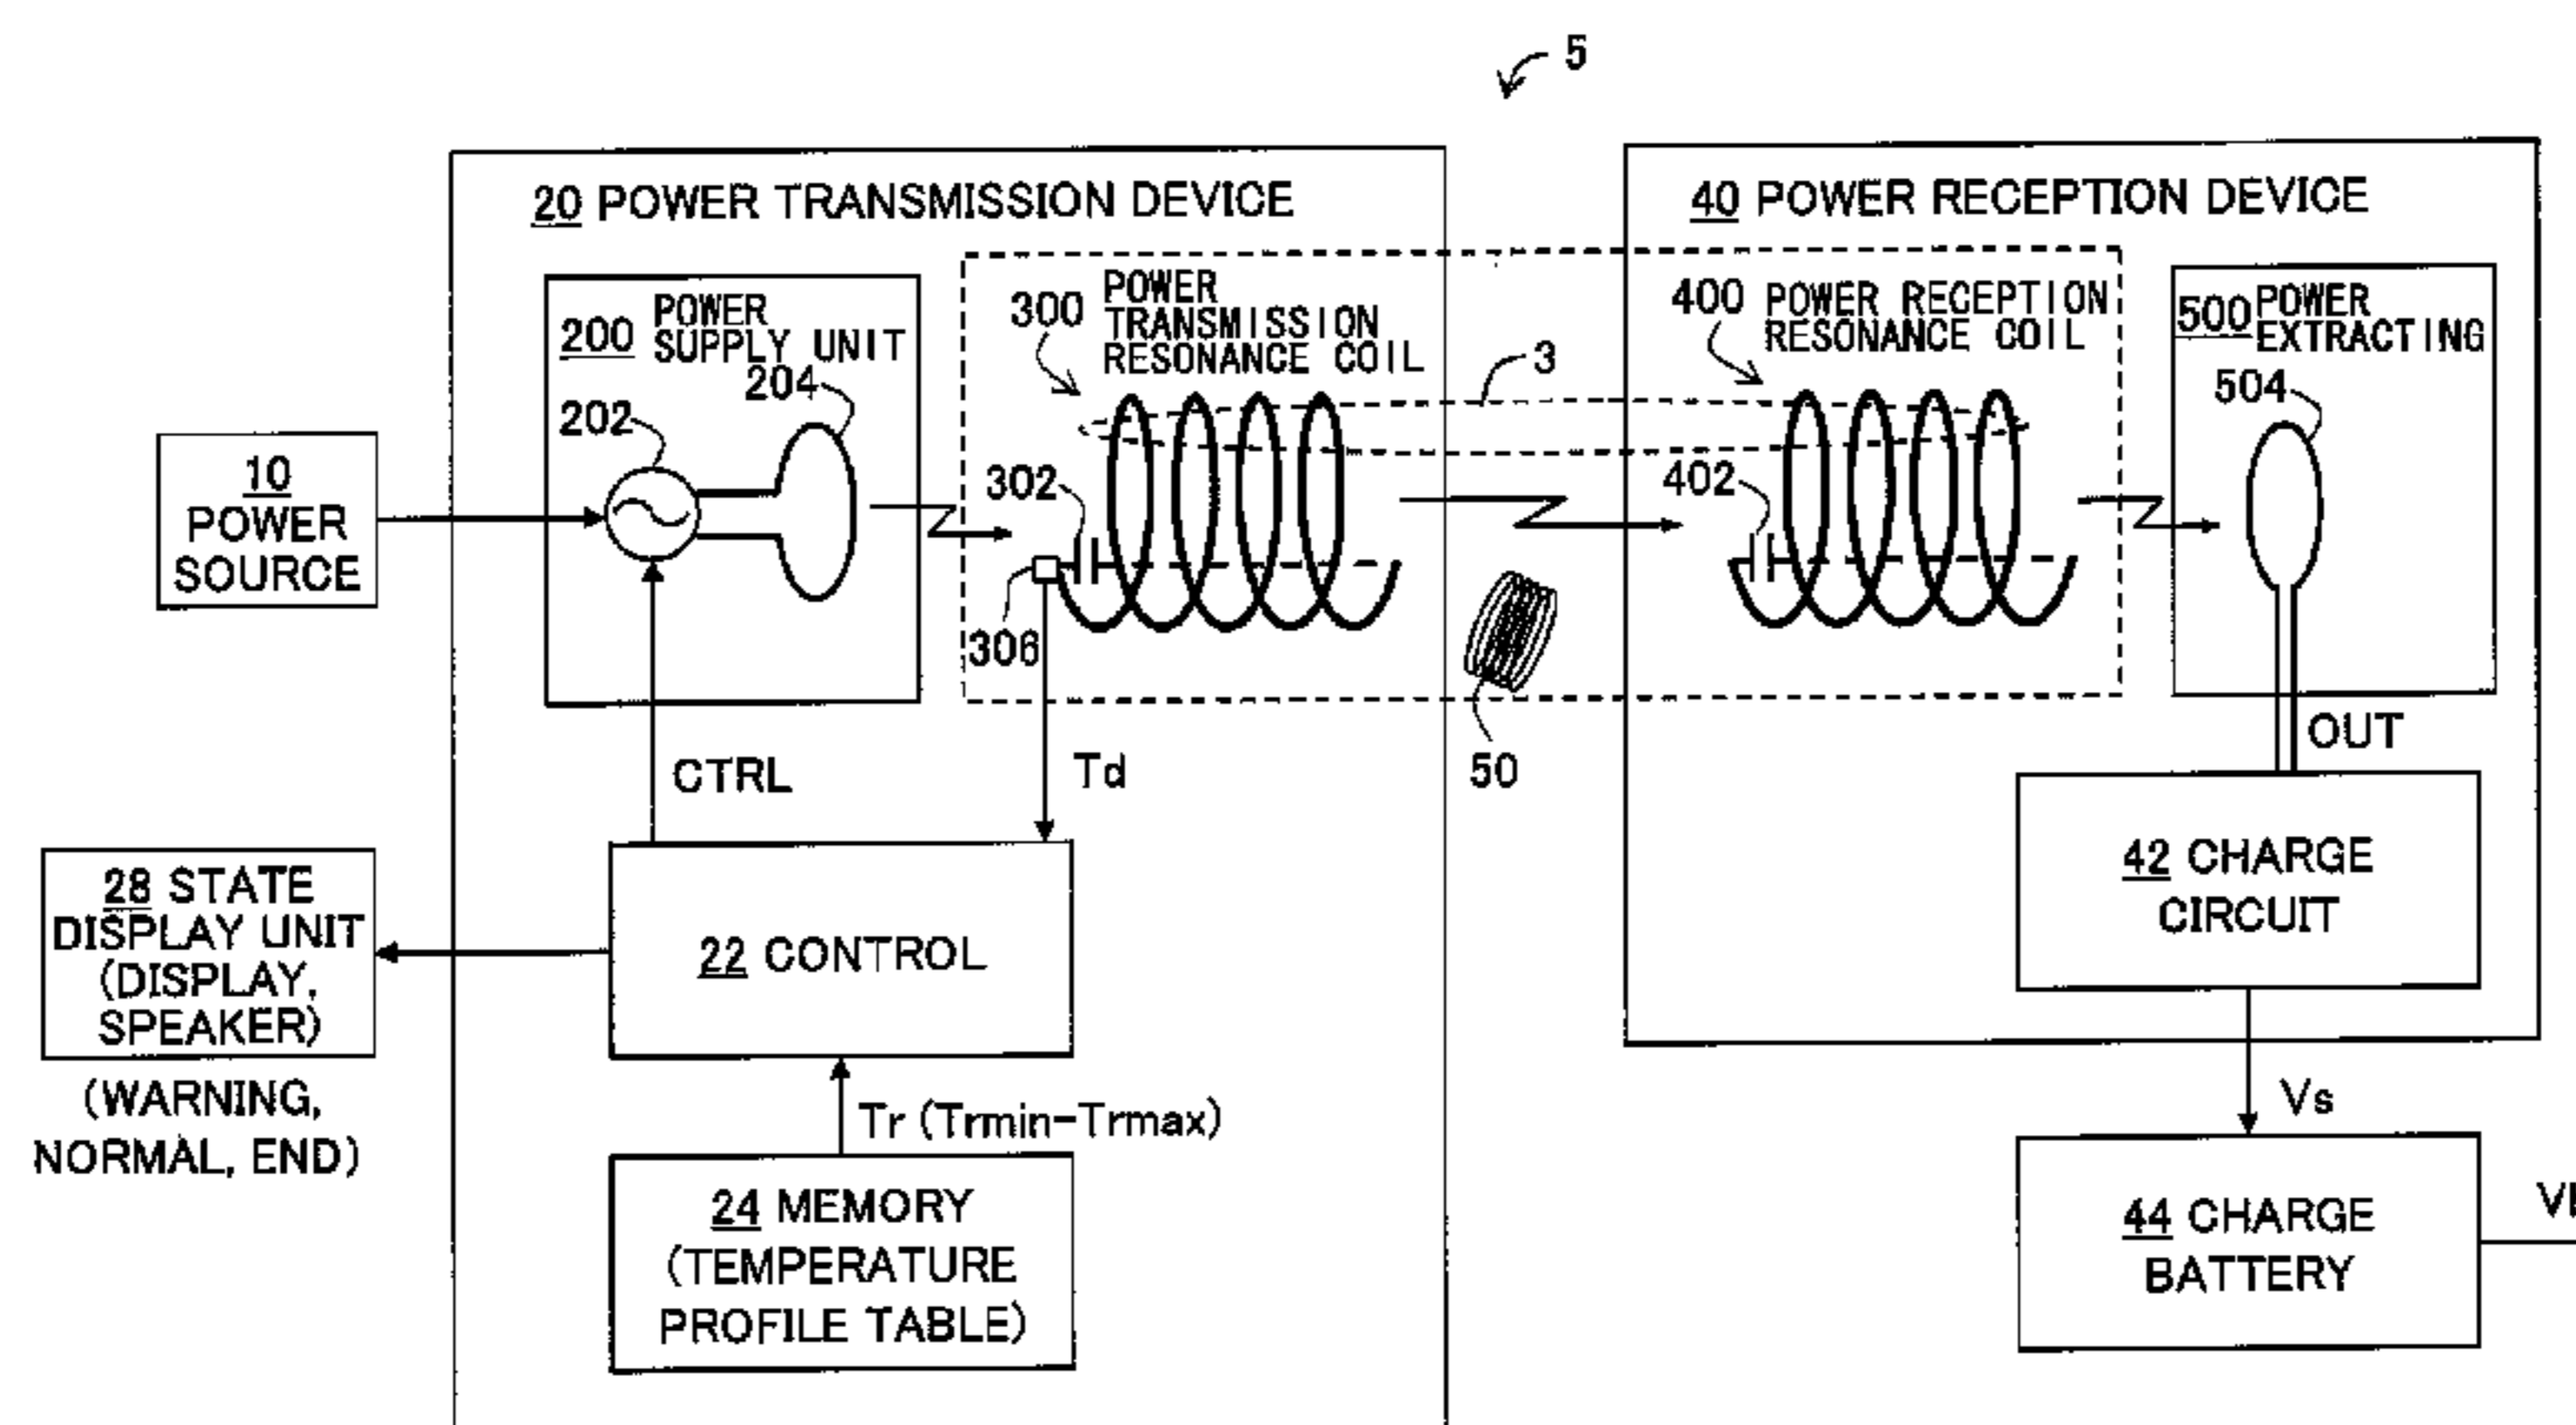 5
20 POWER TRANSMISSION DEVICE
40 POWER RECEPTION DEVICE
200 POWER
SUPPLY UNIT
204
202
300 POWER
TRANSMISSION
RESONANCE COIL
3
400 POWER RECEPTION
RESONANCE COIL
500 POWER
EXTRACTING
504
10
POWER
SOURCE
302
402
306
50
OUT
CTRL
Td
28 STATE
DISPLAY UNIT
(DISPLAY,
SPEAKER)
(WARNING,
NORMAL, END)
22 CONTROL
42 CHARGE
CIRCUIT
Tr (Trmin-Trmax)
Vs
24 MEMORY
(TEMPERATURE
PROFILE TABLE)
44 CHARGE
BATTERY